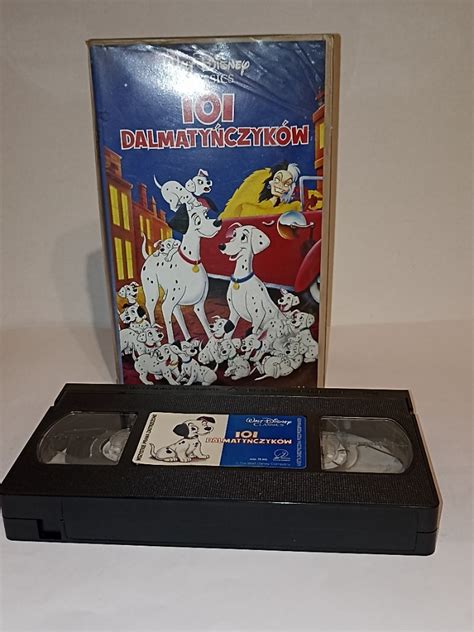 Walt Disney
CLASSICS
101
DALMATYŃCZYKÓW
Walt Disney
CLASSICS
101
DALMATYŃCZYKÓW